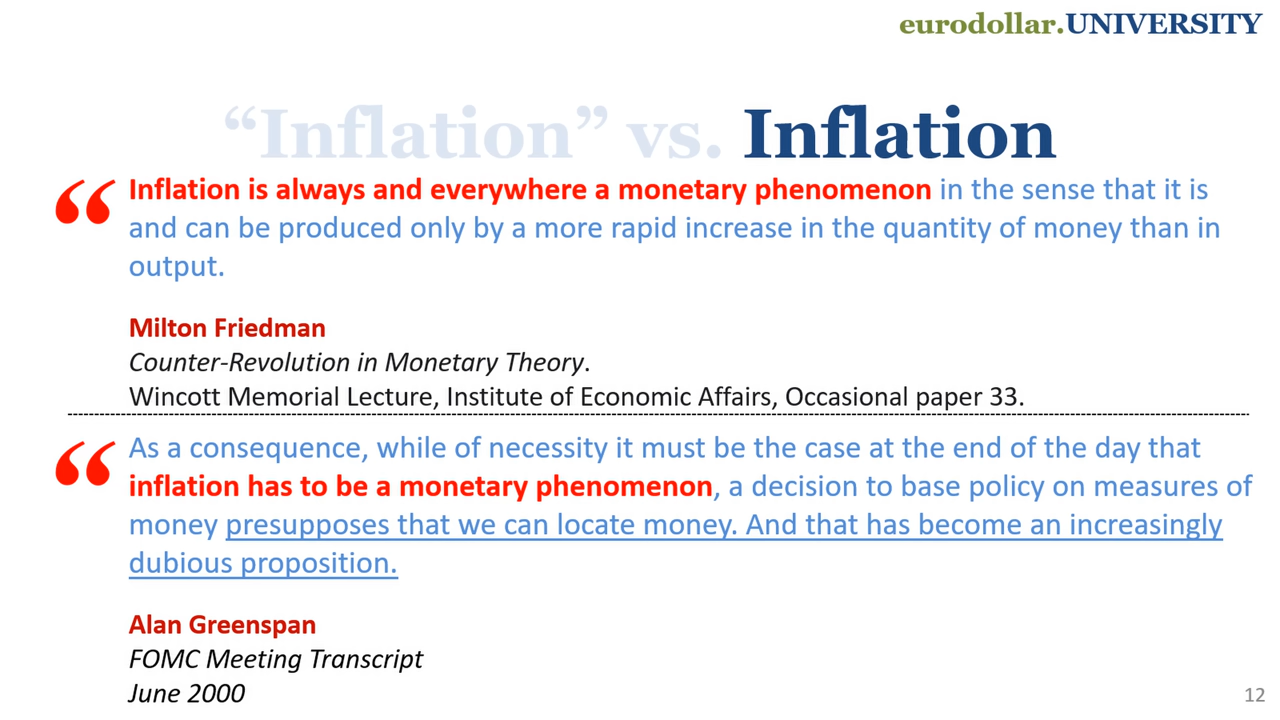 eurodollar.UNIVERSITY
“Inflation” vs. Inflation
“ Inflation is always and everywhere a monetary phenomenon in the sense that it is
and can be produced only by a more rapid increase in the quantity of money than in
output.
Milton Friedman
Counter-Revolution in Monetary Theory.
Wincott Memorial Lecture, Institute of Economic Affairs, Occasional paper 33.
“ As a consequence, while of necessity it must be the case at the end of the day that
inflation has to be a monetary phenomenon, a decision to base policy on measures of
money presupposes that we can locate money. And that has become an increasingly
dubious proposition.
Alan Greenspan
FOMC Meeting Transcript
June 2000
12